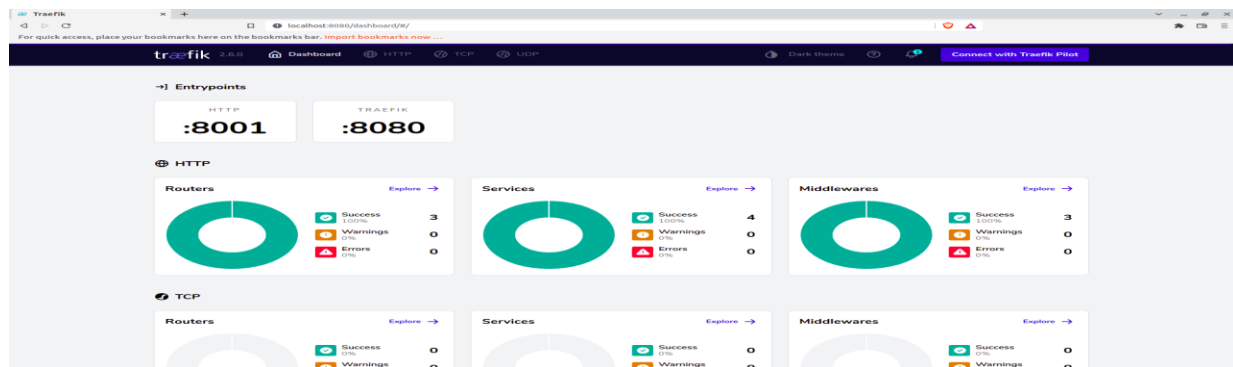 Traefik
localhost:8080/dashboard/#/
For quick access, place your bookmarks here on the bookmarks bar. Import bookmarks now ...
træfik 2.6.0 Dashboard HTTP TCP UDP Dark theme Connect with Traefik Pilot
Entrypoints
HTTP TRAEFIK
:8001 :8080
HTTP
Routers Explore → Services Explore → Middlewares Explore →
Success 3 Success 4 Success 3
100% 100% 100%
Warnings 0 Warnings 0 Warnings 0
0% 0% 0%
Errors 0 Errors 0 Errors 0
0% 0% 0%
TCP
Routers Explore → Services Explore → Middlewares Explore →
Success 0 Success 0 Success 0
0% 0% 0%
Warnings 0 Warnings 0 Warnings 0